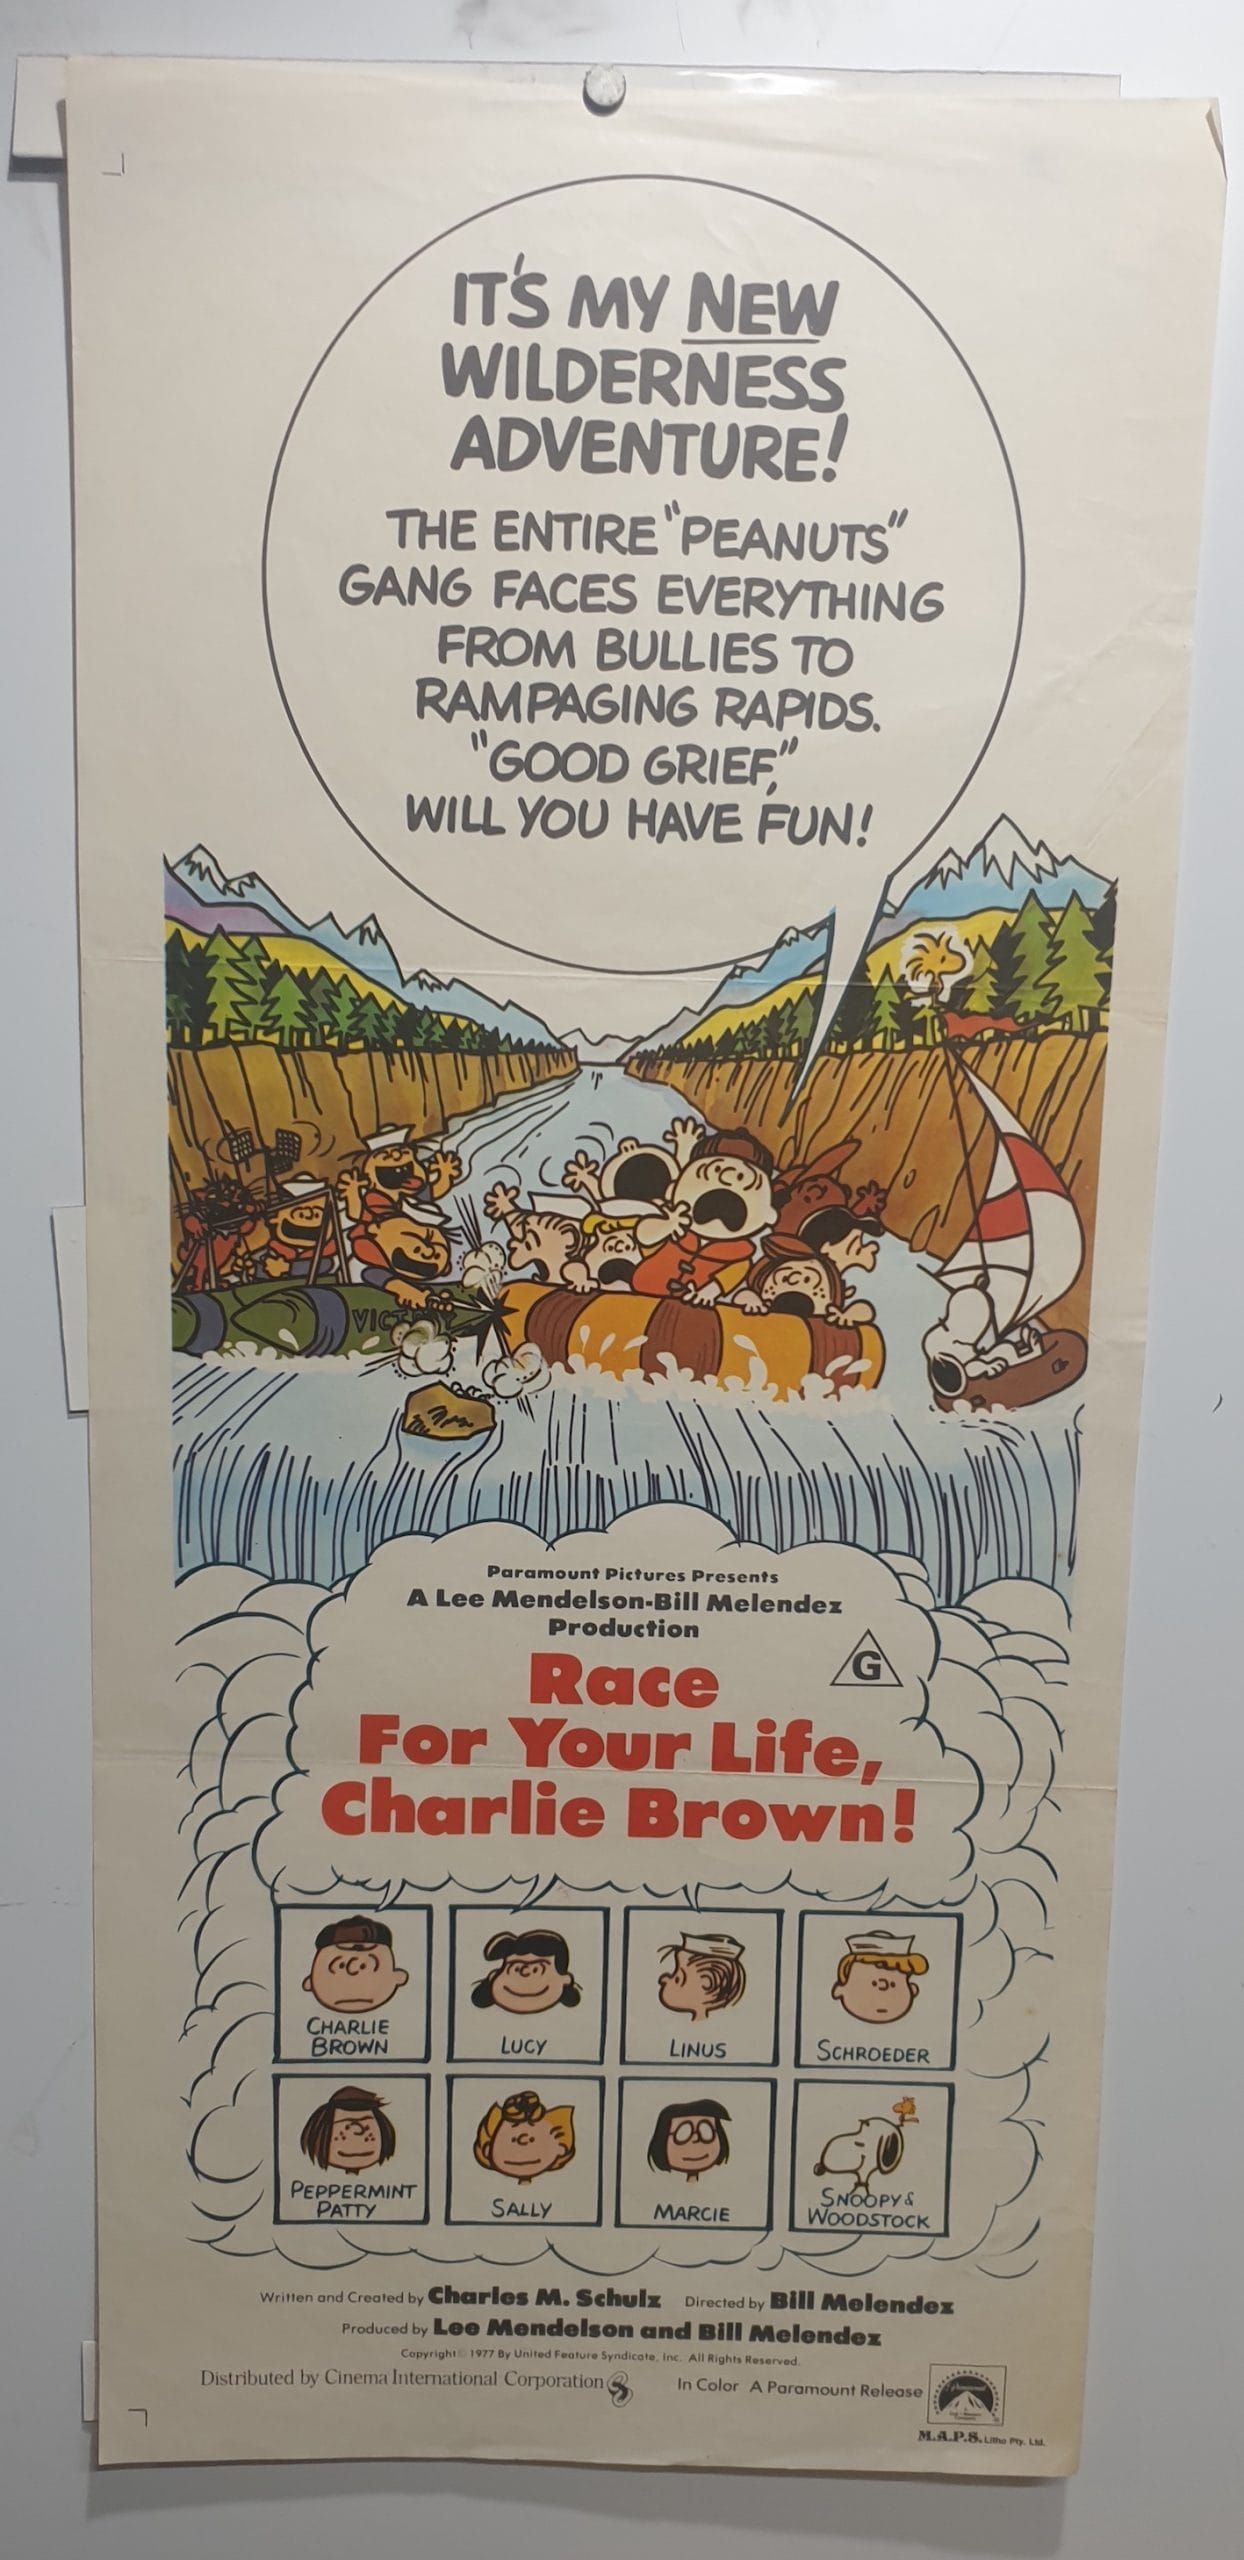 IT'S MY NEW
WILDERNESS
ADVENTURE!
THE ENTIRE "PEANUTS"
GANG FACES EVERYTHING
FROM BULLIES TO
RAMPAGING RAPIDS.
"GOOD GRIEF,"
WILL YOU HAVE FUN!
Paramount Pictures Presents
A Lee Mendelson-Bill Melendez
Production
Race
G
For Your Life,
Charlie Brown!
CHARLIE
BROWN
LUCY
LINUS
SCHROEDER
PEPPERMINT
PATTY
SALLY
MARCIE
SNOOPY &
WOODSTOCK
Written and Created by Charles M. Schulz Directed by Bill Melendez
Produced by Lee Mendelson and Bill Melendez
Copyright © 1977 By United Feature Syndicate, Inc. All Rights Reserved.
Distributed by Cinema International Corporation In Color A Paramount Release
Paramount
M.A.P.S. Litho Pty. Ltd.